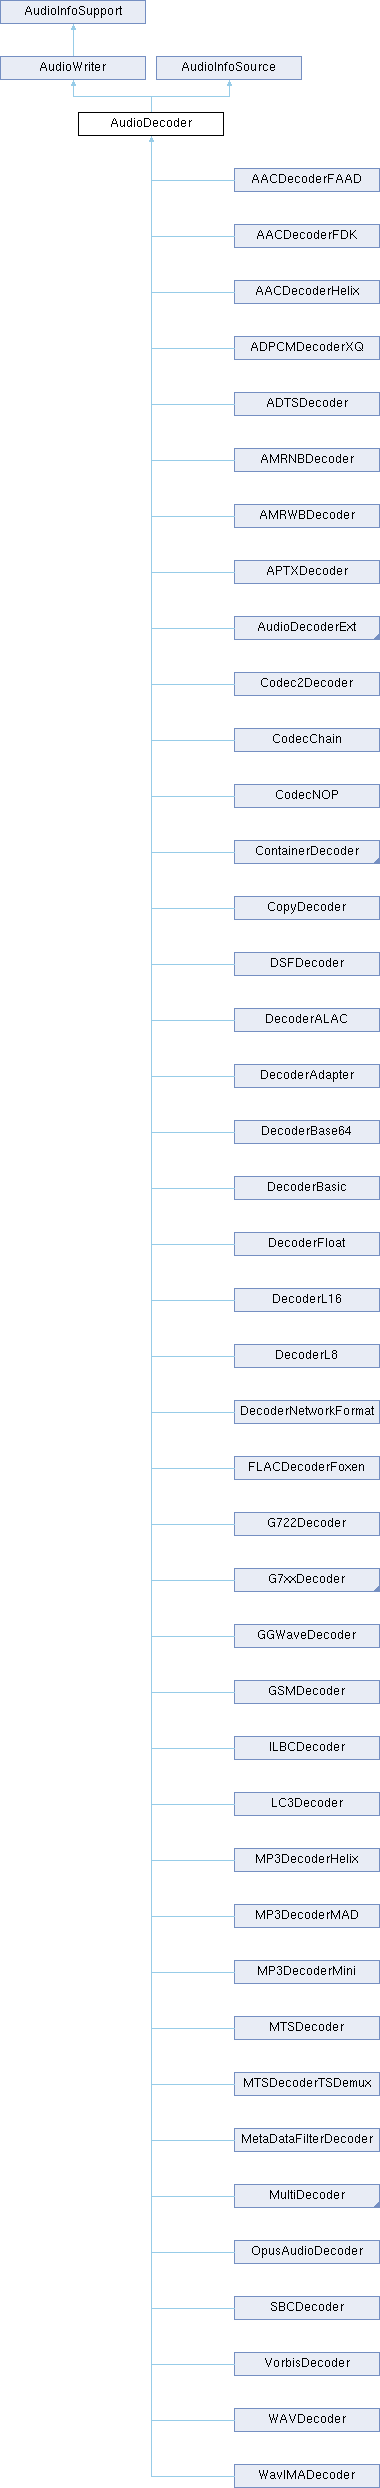 AudioInfoSupport
AudioWriter
AudioInfoSource
AudioDecoder
AACDecoderFAAD
AACDecoderFDK
AACDecoderHelix
ADPCMDecoderXQ
ADTSDecoder
AMRNBDecoder
AMRWBDecoder
APTXDecoder
AudioDecoderExt
Codec2Decoder
CodecChain
CodecNOP
ContainerDecoder
CopyDecoder
DSFDecoder
DecoderALAC
DecoderAdapter
DecoderBase64
DecoderBasic
DecoderFloat
DecoderL16
DecoderL8
DecoderNetworkFormat
FLACDecoderFoxen
G722Decoder
G7xxDecoder
GGWaveDecoder
GSMDecoder
ILBCDecoder
LC3Decoder
MP3DecoderHelix
MP3DecoderMAD
MP3DecoderMini
MTSDecoder
MTSDecoderTSDemux
MetaDataFilterDecoder
MultiDecoder
OpusAudioDecoder
SBCDecoder
VorbisDecoder
WAVDecoder
WavIMADecoder